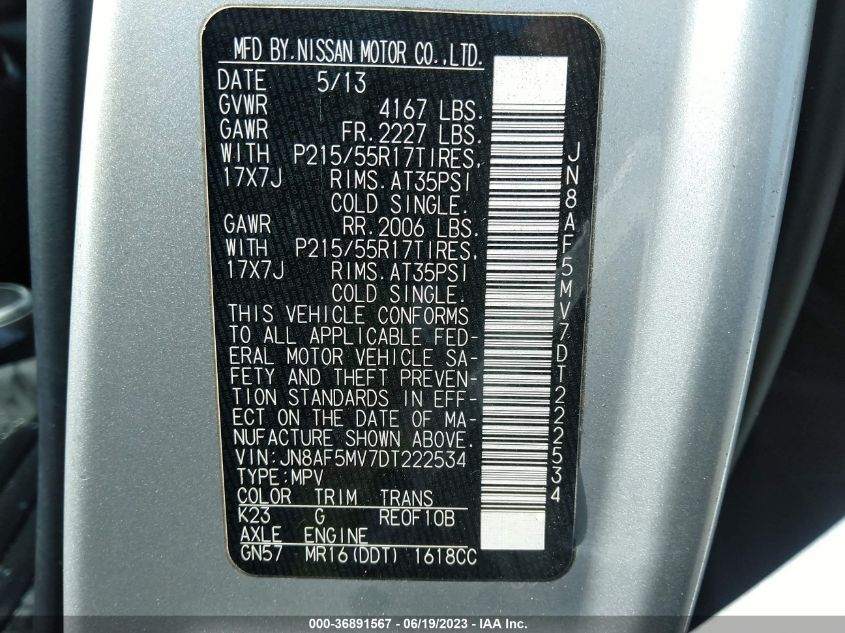 MFD BY.NISSAN MOTOR CO.,LTD.
DATE 5/13
GVWR 4167 LBS.
GAWR FR.2227 LBS.
WITH P215/55R17TIRES,
17X7J RIMS.AT35PSI
COLD SINGLE.
GAWR RR.2006 LBS.
WITH P215/55R17TIRES,
17X7J RIMS.AT35PSI
COLD SINGLE.
THIS VEHICLE CONFORMS
TO ALL APPLICABLE FED-
ERAL MOTOR VEHICLE SA-
FETY AND THEFT PREVEN-
TION STANDARDS IN EFF-
ECT ON THE DATE OF MA-
NUFACTURE SHOWN ABOVE.
VIN:JN8AF5MV7DT222534
TYPE:MPV
COLOR TRIM TRANS
K23 G RE0F10B
AXLE ENGINE
GN57 MR16(DDT) 1618CC
JN8AF5MV7DT222534
000-36891567 - 06/19/2023 - IAA Inc.